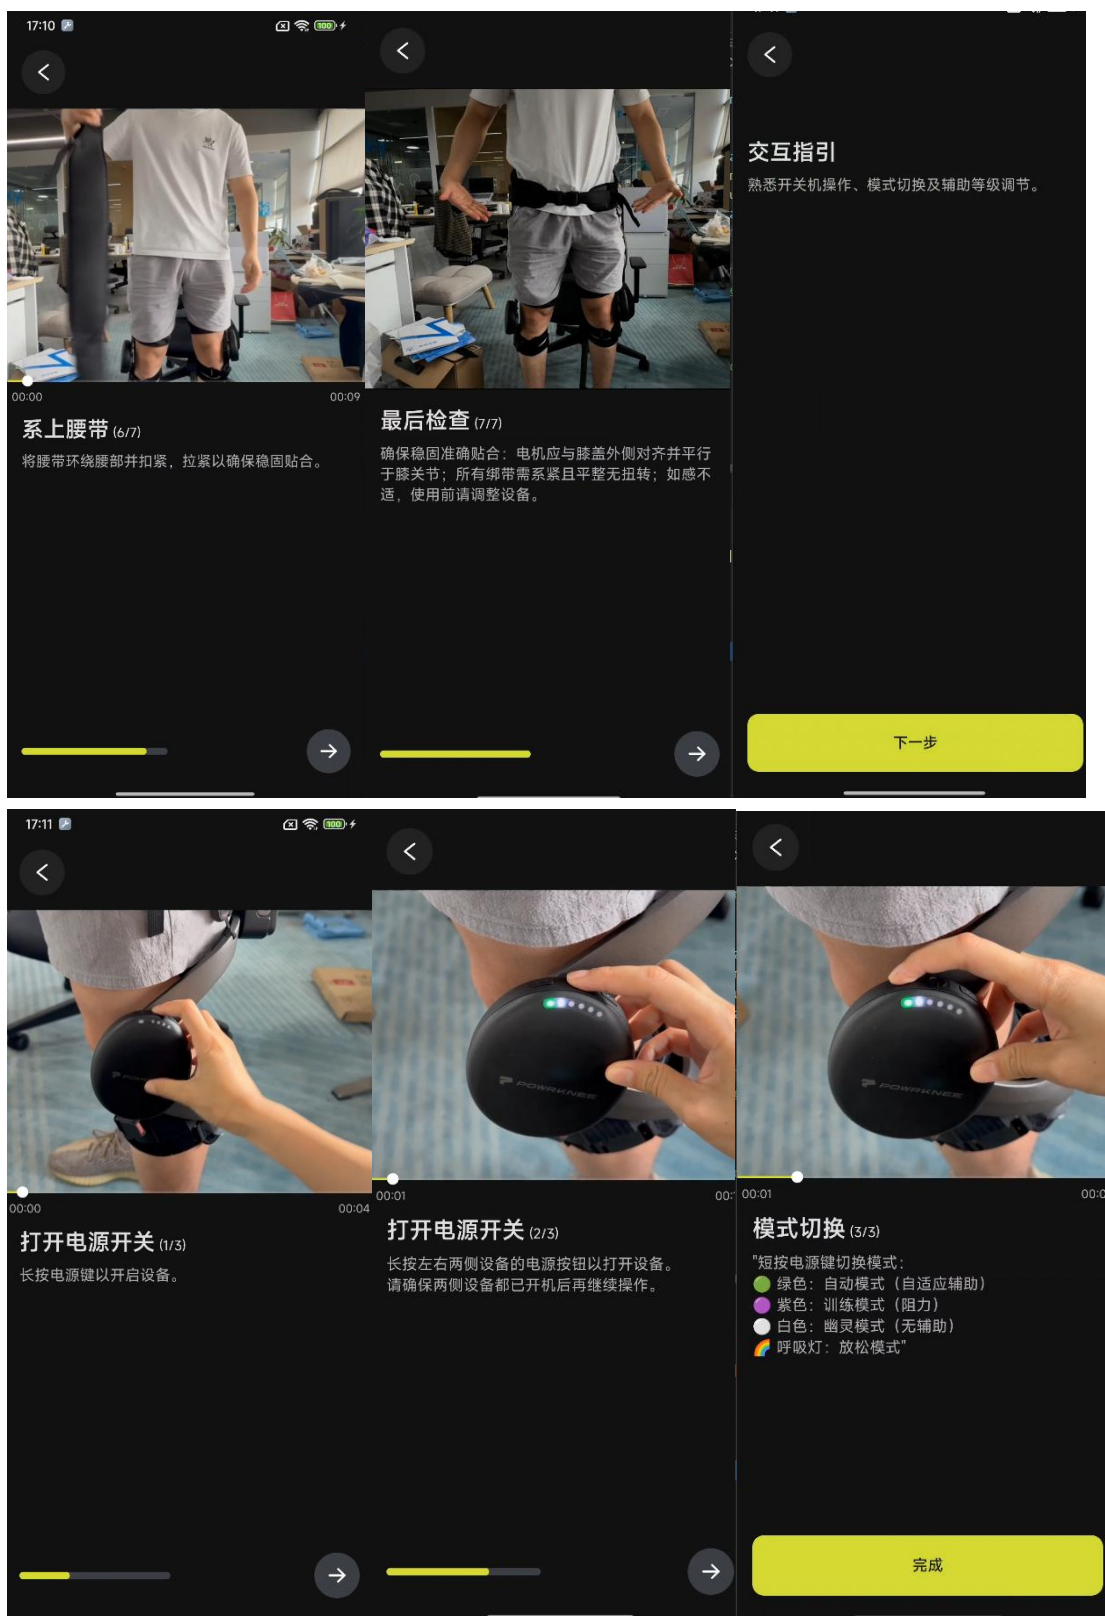 17:10
100
00:00
00:09
系上腰带 (6/7)
将腰带环绕腰部并扣紧，拉紧以确保稳固贴合。
最后检查 (7/7)
确保稳固准确贴合：电机应与膝盖外侧对齐并平行
于膝关节；所有绑带需系紧且平整无扭转；如感不
适，使用前请调整设备。
交互指引
熟悉开关机操作、模式切换及辅助等级调节。
下一步
17:11
100
00:00
00:04
打开电源开关 (1/3)
长按电源键以开启设备。
POWRKNEE
00:01
00:
打开电源开关 (2/3)
长按左右两侧设备的电源按钮以打开设备。
请确保两侧设备都已开机后再继续操作。
POWRKNEE
00:01
00:0
模式切换 (3/3)
"短按电源键切换模式：
绿色：自动模式（自适应辅助）
紫色：训练模式（阻力）
白色：幽灵模式（无辅助）
呼吸灯：放松模式"
完成